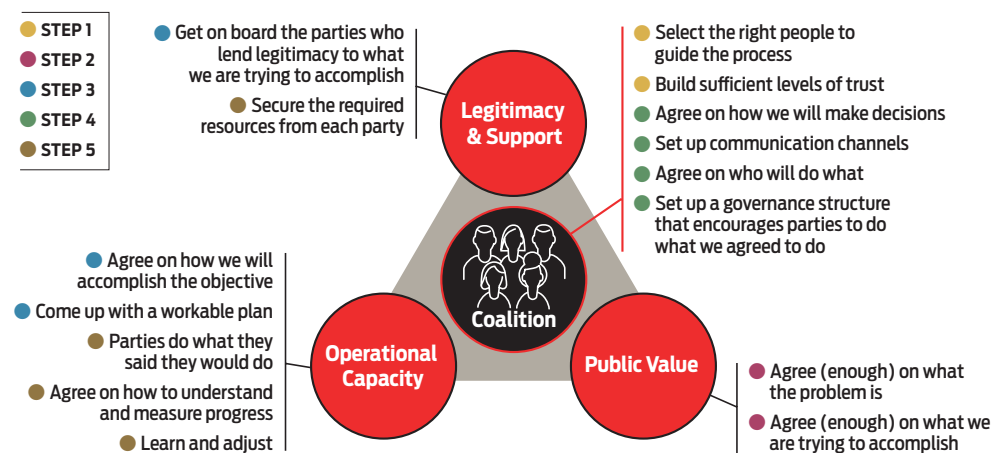 STEP 1
STEP 2
STEP 3
STEP 4
STEP 5
Get on board the parties who
lend legitimacy to what
we are trying to accomplish
Secure the required
resources from each party
Legitimacy
& Support
Select the right people to
guide the process
Build sufficient levels of trust
Agree on how we will make decisions
Set up communication channels
Agree on who will do what
Set up a governance structure
that encourages parties to do
what we agreed to do
Coalition
Agree on how we will
accomplish the objective
Come up with a workable plan
Parties do what they
said they would do
Agree on how to understand
and measure progress
Learn and adjust
Operational
Capacity
Public Value
Agree (enough) on what
the problem is
Agree (enough) on what we
are trying to accomplish